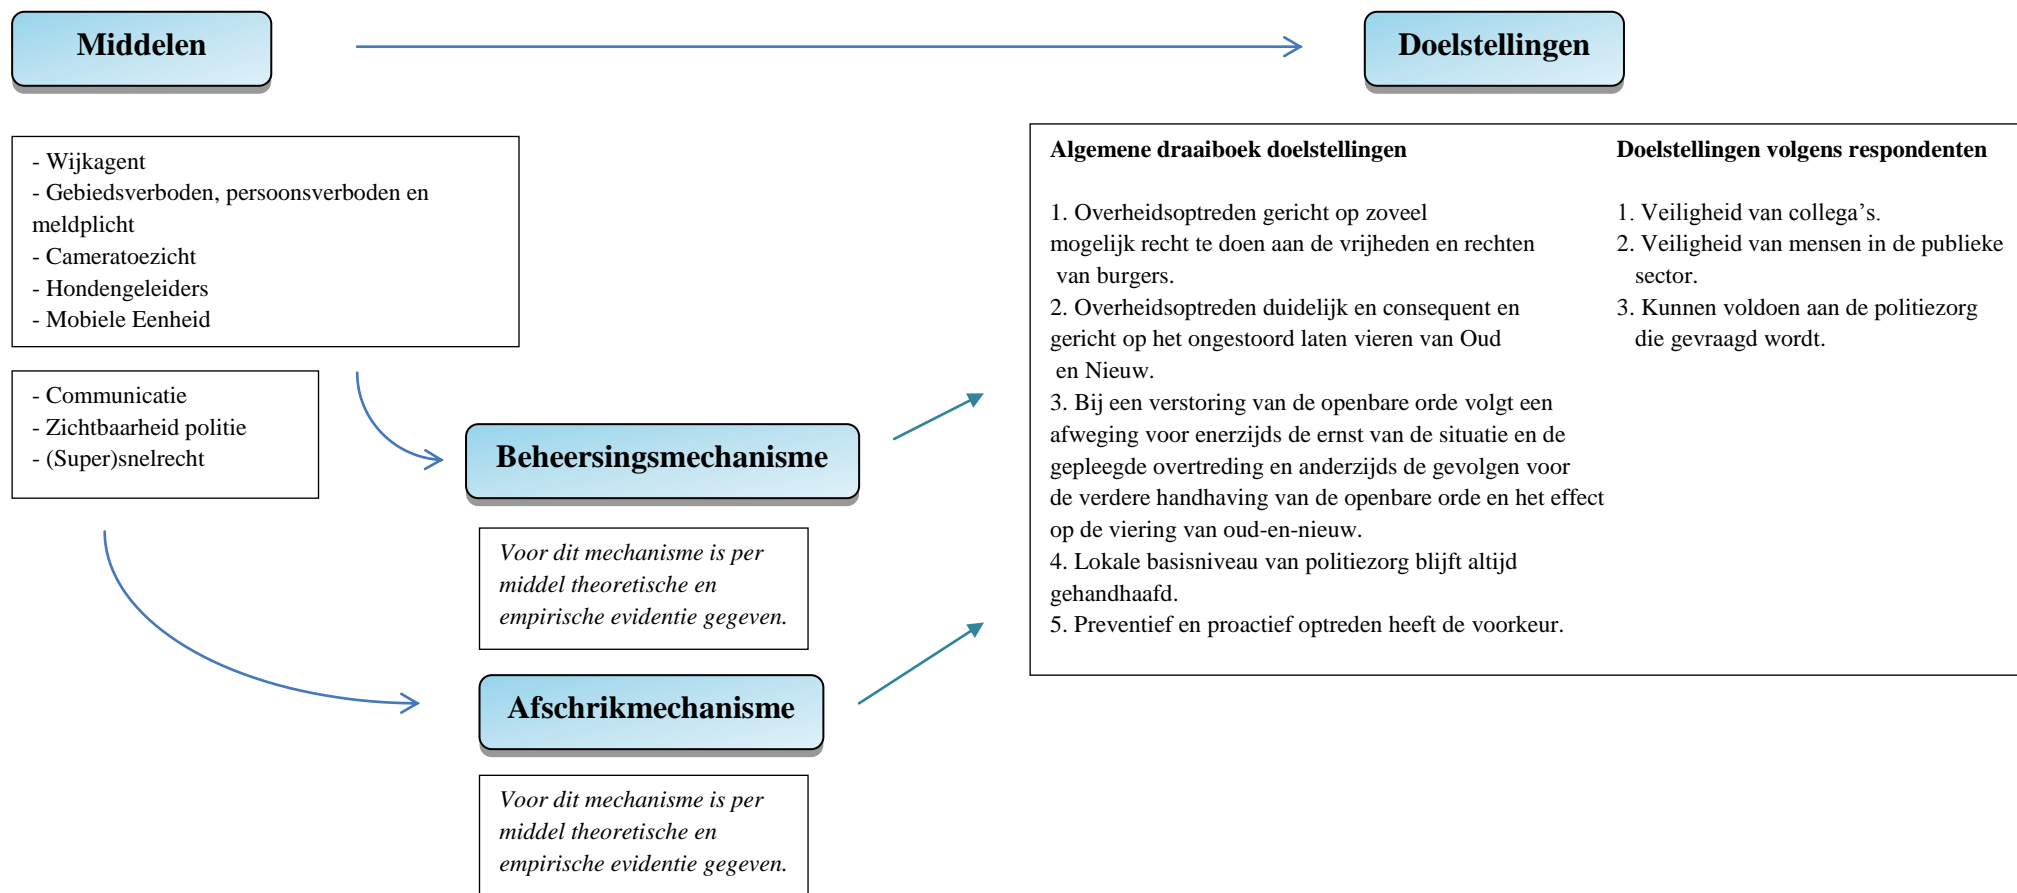 Middelen
Doelstellingen
- Wijkagent
- Gebiedsverboden, persoonsverboden en
meldplicht
- Cameratoezicht
- Hondengeleiders
- Mobiele Eenheid
- Communicatie
- Zichtbaarheid politie
- (Super)snelrecht
Beheersingsmechanisme
Voor dit mechanisme is per
middel theoretische en
empirische evidentie gegeven.
Afschrikmechanisme
Voor dit mechanisme is per
middel theoretische en
empirische evidentie gegeven.
Algemene draaiboek doelstellingen
1. Overheidsoptreden gericht op zoveel
mogelijk recht te doen aan de vrijheden en rechten
van burgers.
2. Overheidsoptreden duidelijk en consequent en
gericht op het ongestoord laten vieren van Oud
en Nieuw.
3. Bij een verstoring van de openbare orde volgt een
afweging voor enerzijds de ernst van de situatie en de
gepleegde overtreding en anderzijds de gevolgen voor
de verdere handhaving van de openbare orde en het effect
op de viering van oud-en-nieuw.
4. Lokale basisniveau van politiezorg blijft altijd
gehandhaafd.
5. Preventief en proactief optreden heeft de voorkeur.
Doelstellingen volgens respondenten
1. Veiligheid van collega’s.
2. Veiligheid van mensen in de publieke
sector.
3. Kunnen voldoen aan de politiezorg
die gevraagd wordt.